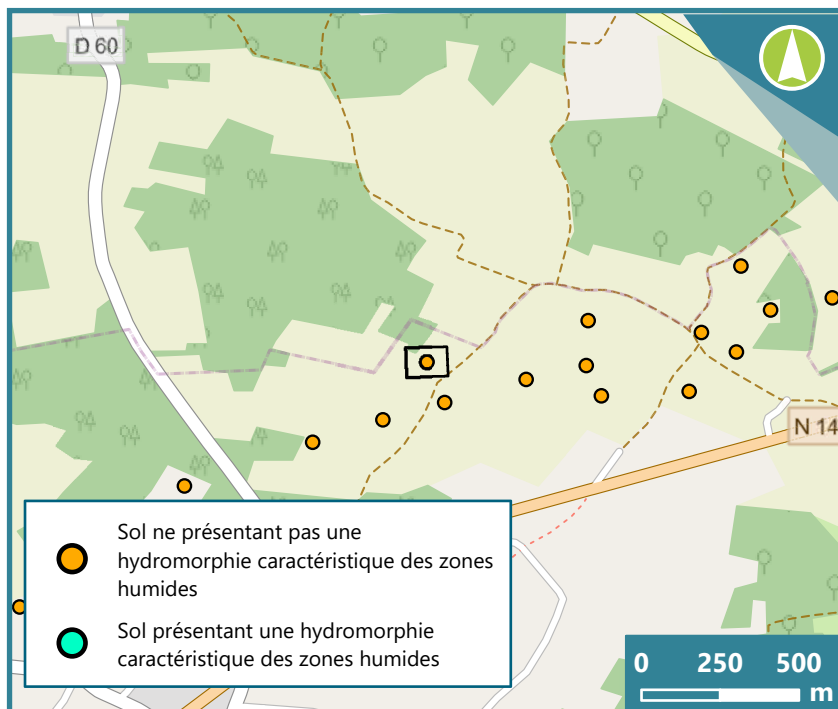 D 60
N 14
Sol ne présentant pas une
hydromorphie caractéristique des zones
humides
Sol présentant une hydromorphie
caractéristique des zones humides
0 250 500
m